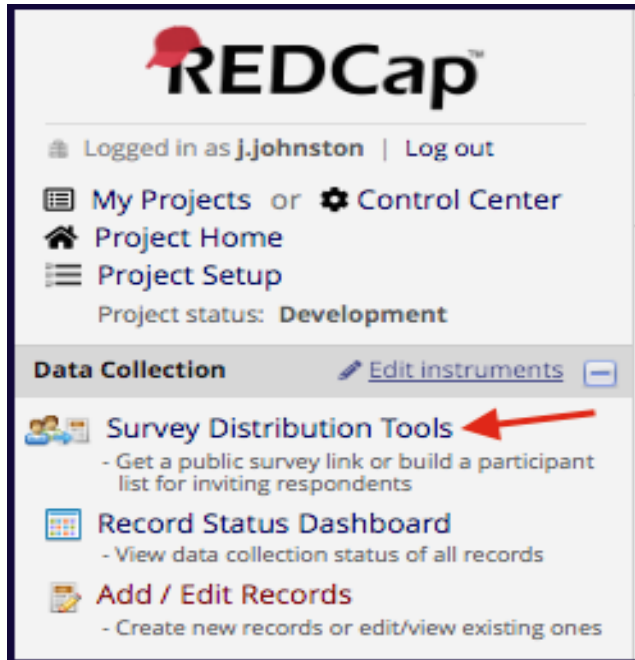 REDCap™
Logged in as j.johnston | Log out
My Projects or Control Center
Project Home
Project Setup
Project status: Development
Data Collection Edit instruments
Survey Distribution Tools
- Get a public survey link or build a participant
list for inviting respondents
Record Status Dashboard
- View data collection status of all records
Add / Edit Records
- Create new records or edit/view existing ones